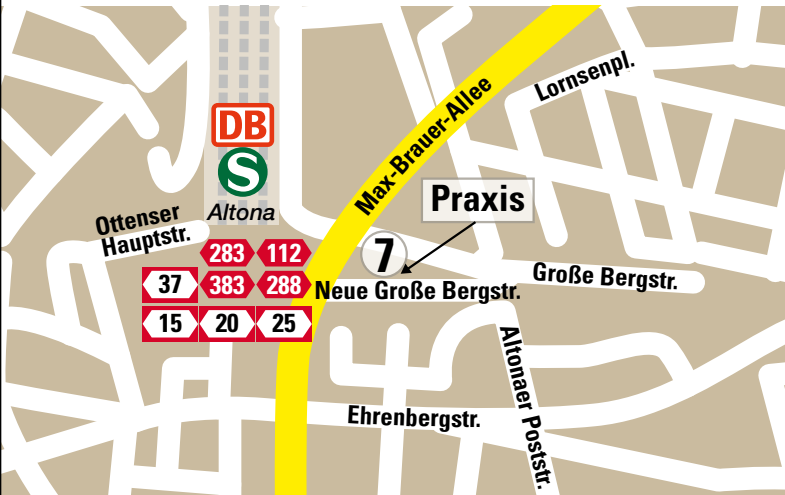 Lornsenpl.
Max-Brauer-Allee
DB
S
Altona
Praxis
Ottenser
Hauptstr.
7
283 112
37 383 288
15 20 25
Neue Große Bergstr.
Große Bergstr.
Altonaer Poststr.
Ehrenbergstr.